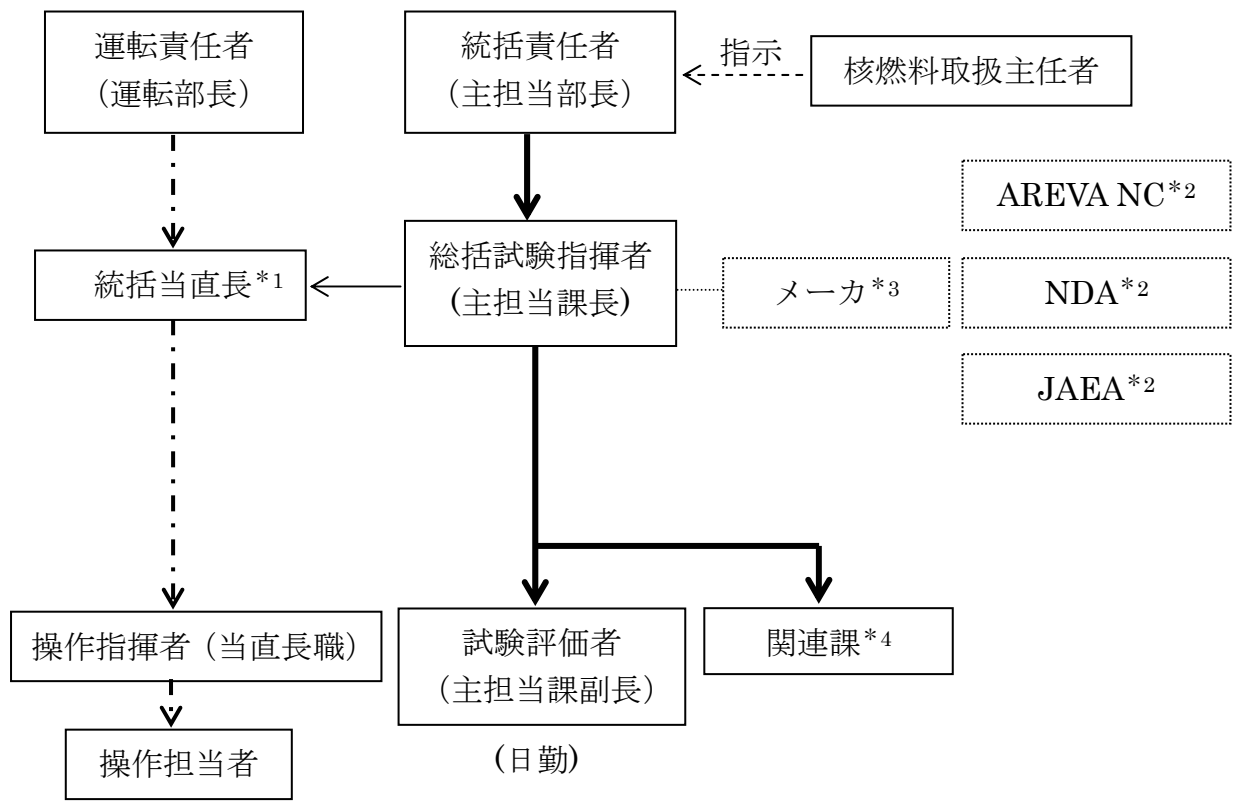 運転責任者
(運転部長)
統括責任者
(主担当部長)
指示
核燃料取扱主任者
AREVA NC*2
統括当直長*1
総括試験指揮者
(主担当課長)
メーカ*3
NDA*2
JAEA*2
操作指揮者（当直長職）
試験評価者
（主担当課副長）
関連課*4
操作担当者
(日勤)